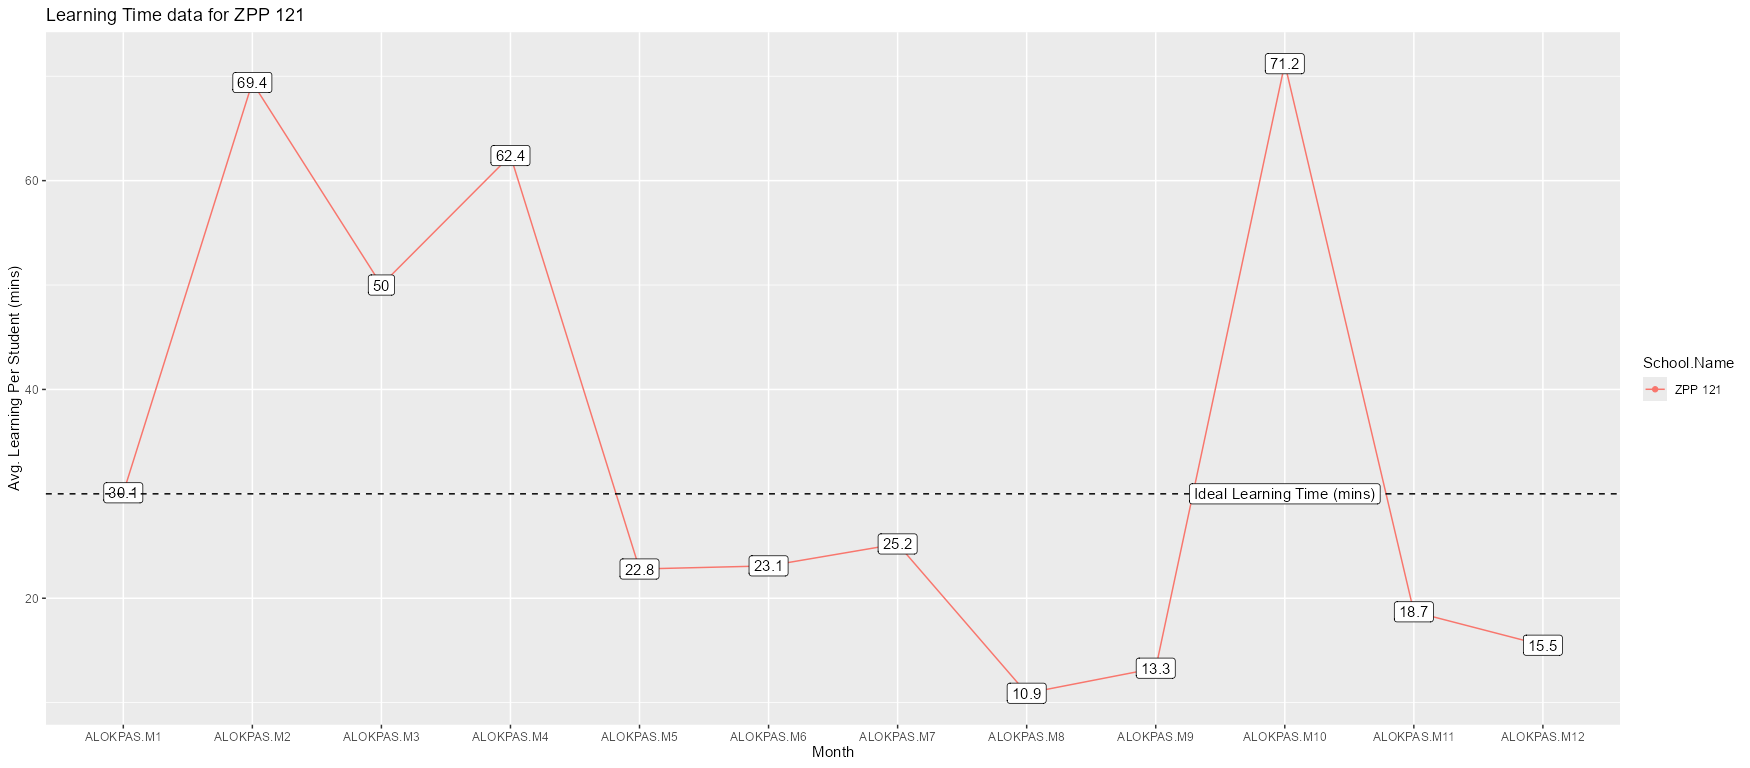 Learning Time data for ZPP 121
Avg. Learning Per Student (mins)
60
40
20
30.1
69.4
50
62.4
22.8
23.1
25.2
10.9
13.3
71.2
18.7
15.5
Ideal Learning Time (mins)
ALOKPAS.M1 ALOKPAS.M2 ALOKPAS.M3 ALOKPAS.M4 ALOKPAS.M5 ALOKPAS.M6 ALOKPAS.M7 ALOKPAS.M8 ALOKPAS.M9 ALOKPAS.M10 ALOKPAS.M11 ALOKPAS.M12
Month
School.Name
ZPP 121